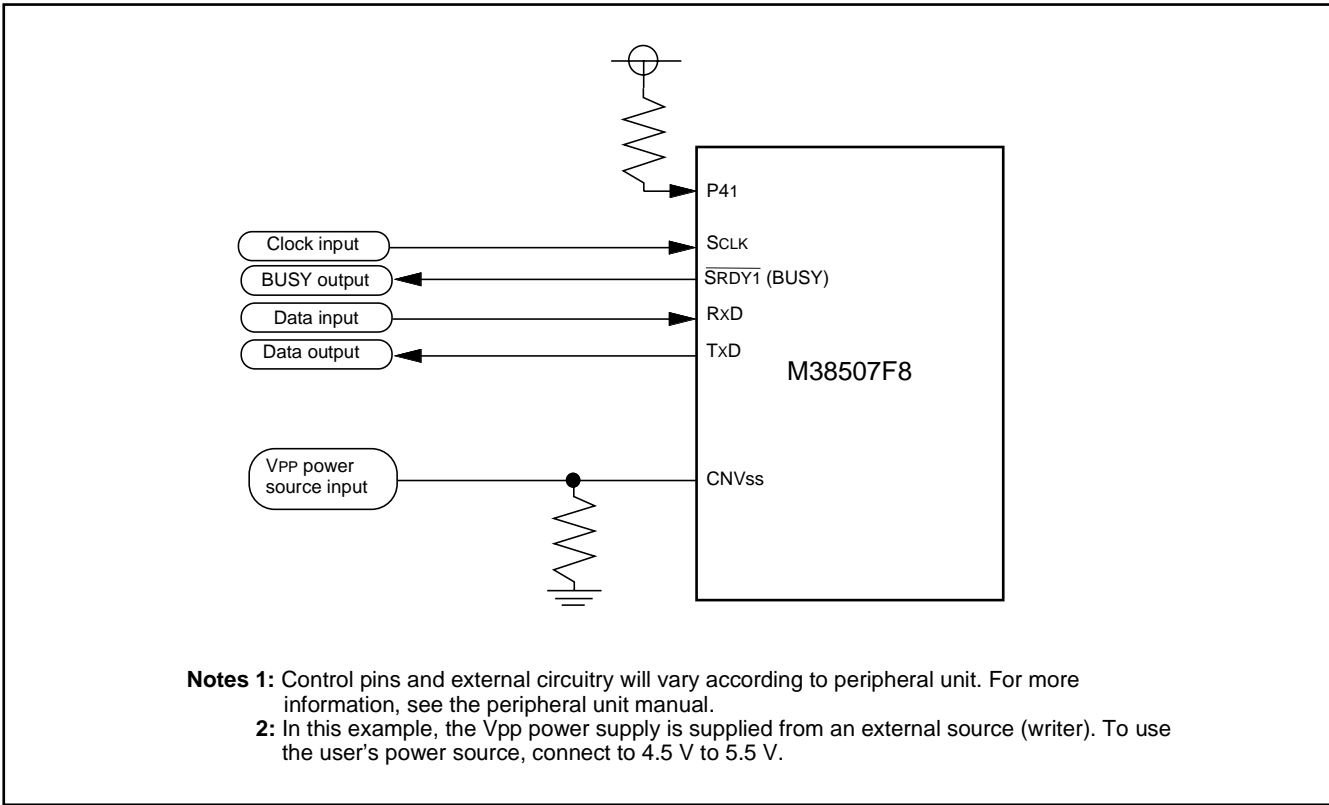 P41
Clock input
SCLK
BUSY output
SRDY1 (BUSY)
Data input
RxD
Data output
TxD
M38507F8
VPP power
source input
CNVss
Notes 1: Control pins and external circuitry will vary according to peripheral unit. For more
information, see the peripheral unit manual.
2: In this example, the Vpp power supply is supplied from an external source (writer). To use
the user's power source, connect to 4.5 V to 5.5 V.